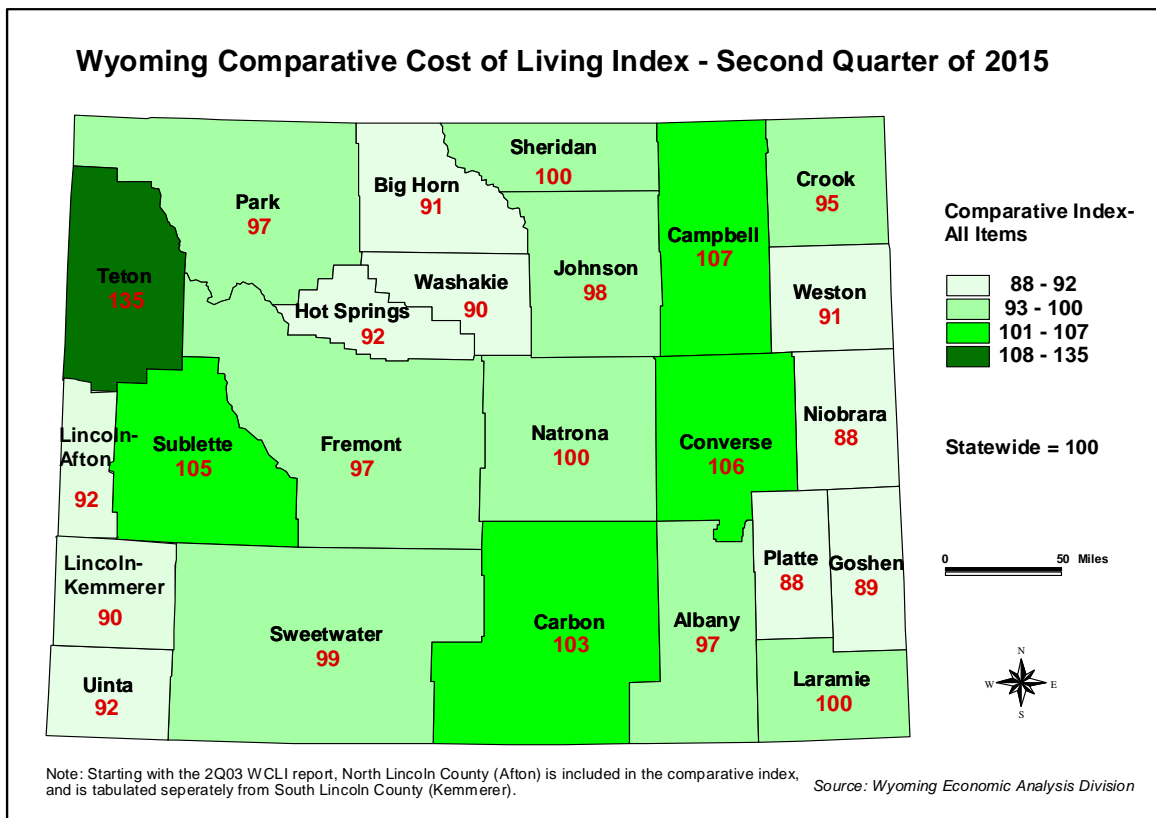 Wyoming Comparative Cost of Living Index - Second Quarter of 2015
Sheridan
100
Big Horn
91
Park
97
Crook
95
Campbell
107
Teton
135
Washakie
90
Johnson
98
Hot Springs
92
Weston
91
Niobrara
88
Lincoln-
Afton
92
Sublette
105
Fremont
97
Natrona
100
Converse
106
Lincoln-
Kemmerer
90
Platte
88
Goshen
89
Sweetwater
99
Carbon
103
Albany
97
Uinta
92
Laramie
100
Comparative Index-
All Items
88 - 92
93 - 100
101 - 107
108 - 135
Statewide = 100
0 50 Miles
N
W E
S
Note: Starting with the 2Q03 WCLI report, North Lincoln County (Afton) is included in the comparative index,
and is tabulated seperately from South Lincoln County (Kemmerer).
Source: Wyoming Economic Analysis Division